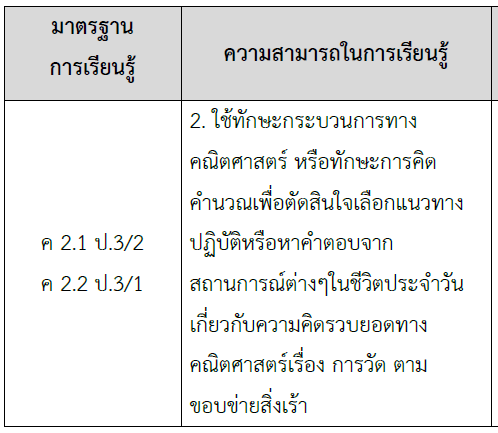 มาตรฐาน
การเรียนรู้
ความสามารถในการเรียนรู้
ค 2.1 ป.3/2
ค 2.2 ป.3/1
2. ใช้ทักษะกระบวนการทาง
คณิตศาสตร์ หรือทักษะการคิด
คำนวณเพื่อตัดสินใจเลือกแนวทาง
ปฏิบัติหรือหาคำตอบจาก
สถานการณ์ต่างๆในชีวิตประจำวัน
เกี่ยวกับความคิดรวบยอดทาง
คณิตศาสตร์เรื่อง การวัด ตาม
ขอบข่ายสิ่งเร้า